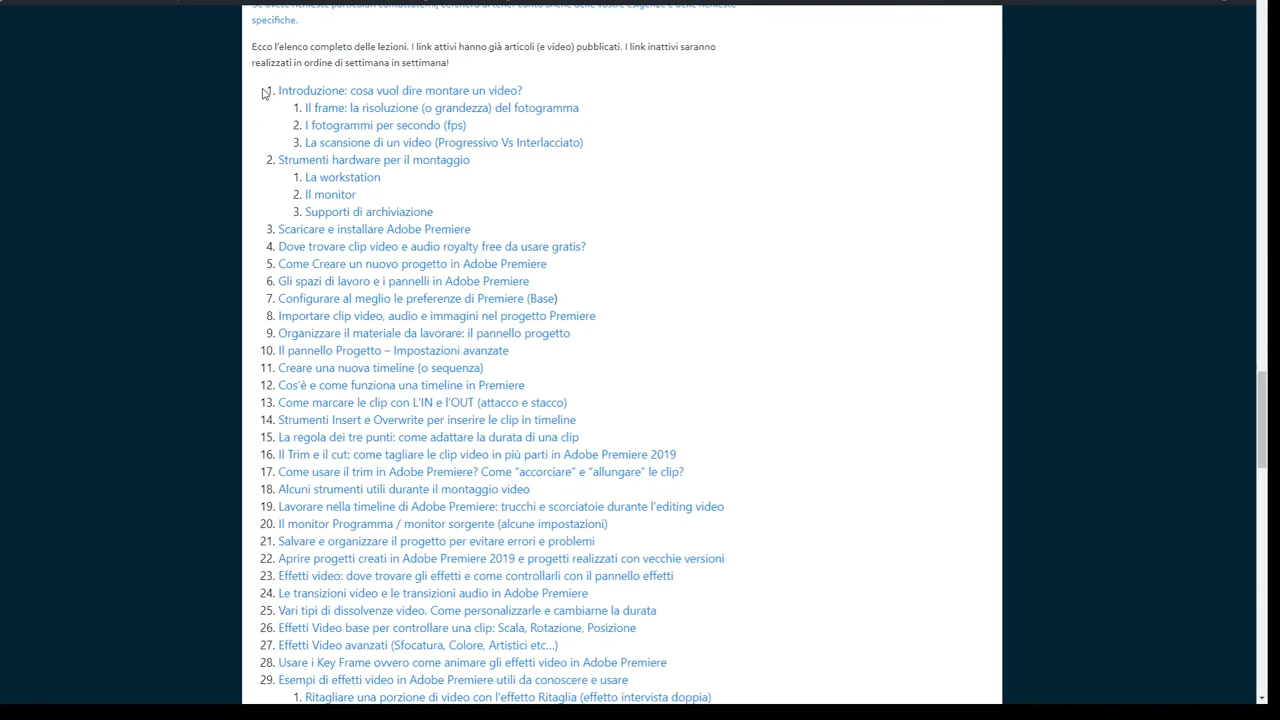 Se avete richieste particolari contattatemi, cercherò di tener conto anche delle vostre esigenze e delle richieste
specifiche.
Ecco l'elenco completo delle lezioni. I link attivi hanno già articoli (e video) pubblicati. I link inattivi saranno
realizzati in ordine di settimana in settimana!
1. Introduzione: cosa vuol dire montare un video?
1. Il frame: la risoluzione (o grandezza) del fotogramma
2. I fotogrammi per secondo (fps)
3. La scansione di un video (Progressivo Vs Interlacciato)
2. Strumenti hardware per il montaggio
1. La workstation
2. Il monitor
3. Supporti di archiviazione
3. Scaricare e installare Adobe Premiere
4. Dove trovare clip video e audio royalty free da usare gratis?
5. Come Creare un nuovo progetto in Adobe Premiere
6. Gli spazi di lavoro e i pannelli in Adobe Premiere
7. Configurare al meglio le preferenze di Premiere (Base)
8. Importare clip video, audio e immagini nel progetto Premiere
9. Organizzare il materiale da lavorare: il pannello progetto
10. Il pannello Progetto – Impostazioni avanzate
11. Creare una nuova timeline (o sequenza)
12. Cos'è e come funziona una timeline in Premiere
13. Come marcare le clip con L'IN e l'OUT (attacco e stacco)
14. Strumenti Insert e Overwrite per inserire le clip in timeline
15. La regola dei tre punti: come adattare la durata di una clip
16. Il Trim e il cut: come tagliare le clip video in più parti in Adobe Premiere 2019
17. Come usare il trim in Adobe Premiere? Come "accorciare" e "allungare" le clip?
18. Alcuni strumenti utili durante il montaggio video
19. Lavorare nella timeline di Adobe Premiere: trucchi e scorciatoie durante l'editing video
20. Il monitor Programma / monitor sorgente (alcune impostazioni)
21. Salvare e organizzare il progetto per evitare errori e problemi
22. Aprire progetti creati in Adobe Premiere 2019 e progetti realizzati con vecchie versioni
23. Effetti video: dove trovare gli effetti e come controllarli con il pannello effetti
24. Le transizioni video e le transizioni audio in Adobe Premiere
25. Vari tipi di dissolvenze video. Come personalizzarle e cambiarne la durata
26. Effetti Video base per controllare una clip: Scala, Rotazione, Posizione
27. Effetti Video avanzati (Sfocatura, Colore, Artistici etc...)
28. Usare i Key Frame ovvero come animare gli effetti video in Adobe Premiere
29. Esempi di effetti video in Adobe Premiere utili da conoscere e usare
1. Ritagliare una porzione di video con l'effetto Ritaglia (effetto intervista doppia)